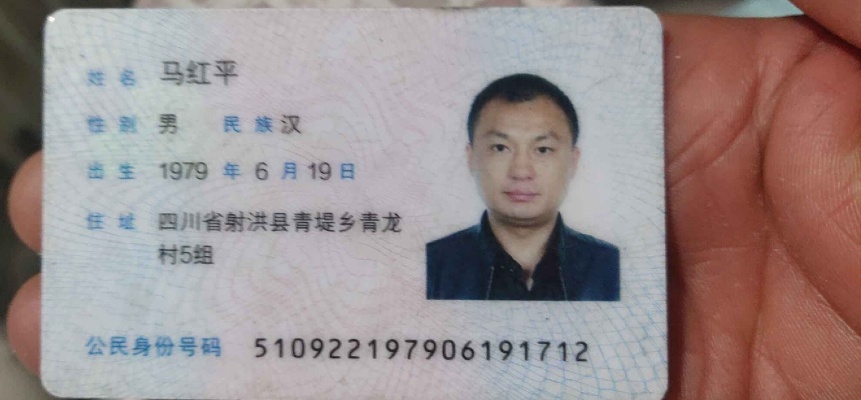 姓名 马红平
性别 男 民族 汉
出生 1979 年 6 月 19 日
住址 四川省射洪县青堤乡青龙
村5组
公民身份号码 510922197906191712